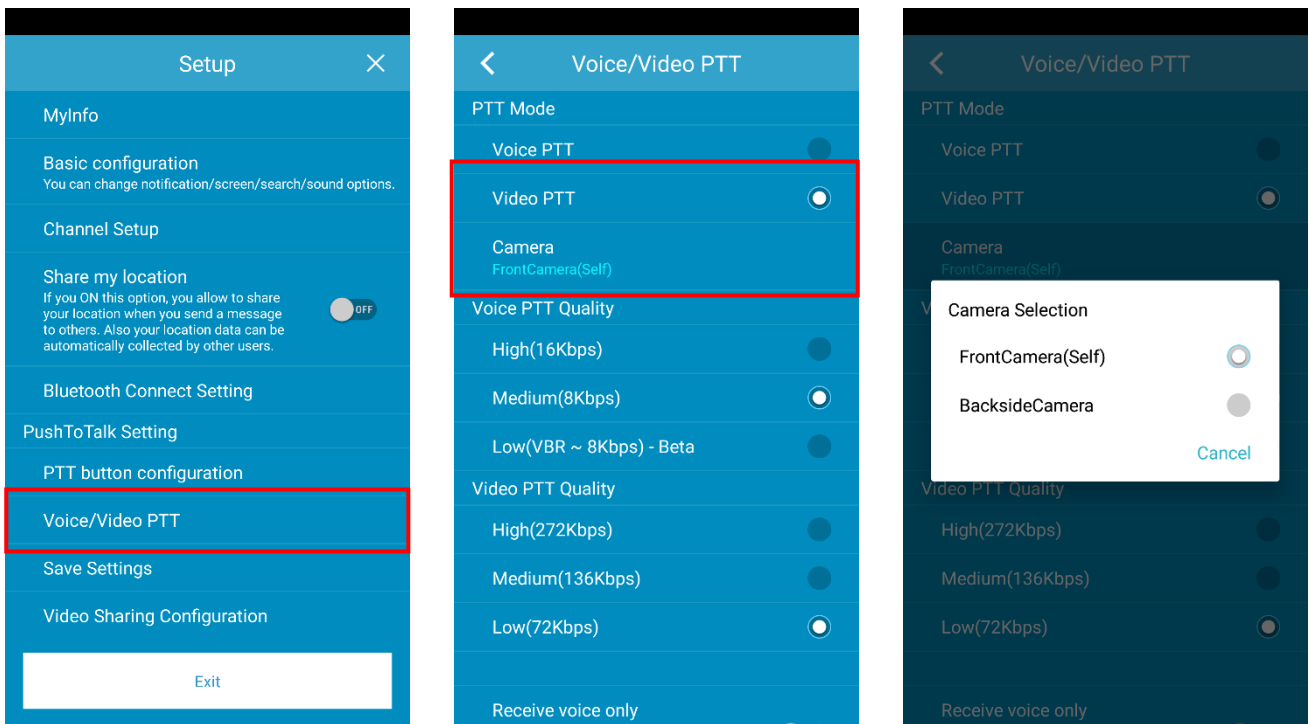 Setup
MyInfo
Basic configuration
You can change notification/screen/search/sound options.
Channel Setup
Share my location
If you ON this option, you allow to share
your location when you send a message
to others. Also your location data can be
automatically collected by other users.
OFF
Bluetooth Connect Setting
PushToTalk Setting
PTT button configuration
Voice/Video PTT
Save Settings
Video Sharing Configuration
Exit
Voice/Video PTT
PTT Mode
Voice PTT
Video PTT
Camera
FrontCamera(Self)
Voice PTT Quality
High(16Kbps)
Medium(8Kbps)
Low(VBR ~ 8Kbps) - Beta
Video PTT Quality
High(272Kbps)
Medium(136Kbps)
Low(72Kbps)
Receive voice only
Voice/Video PTT
PTT Mode
Voice PTT
Video PTT
Camera
FrontCamera(Self)
Camera Selection
FrontCamera(Self)
BacksideCamera
Cancel
Video PTT Quality
High(272Kbps)
Medium(136Kbps)
Low(72Kbps)
Receive voice only